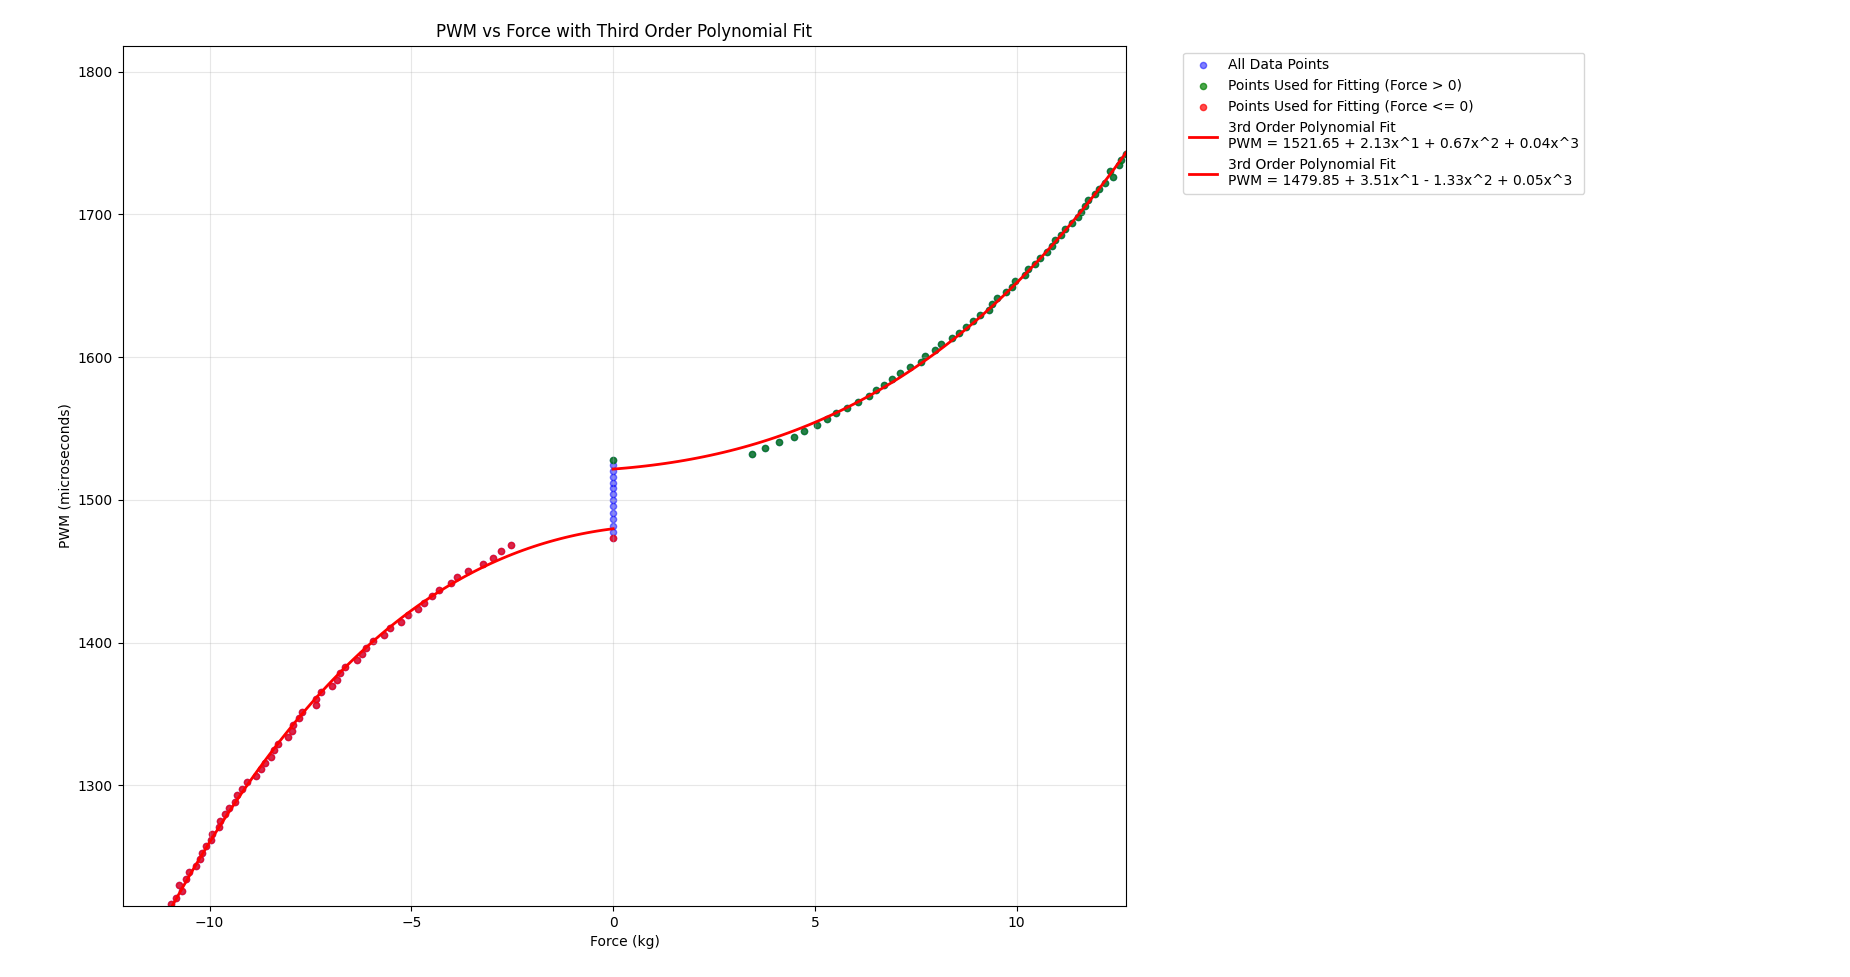 PWM vs Force with Third Order Polynomial Fit
All Data Points
Points Used for Fitting (Force > 0)
Points Used for Fitting (Force <= 0)
3rd Order Polynomial Fit
PWM = 1521.65 + 2.13x^1 + 0.67x^2 + 0.04x^3
3rd Order Polynomial Fit
PWM = 1479.85 + 3.51x^1 - 1.33x^2 + 0.05x^3
PWM (microseconds)
1800
1700
1600
1500
1400
1300
−10 −5 0 5 10
Force (kg)